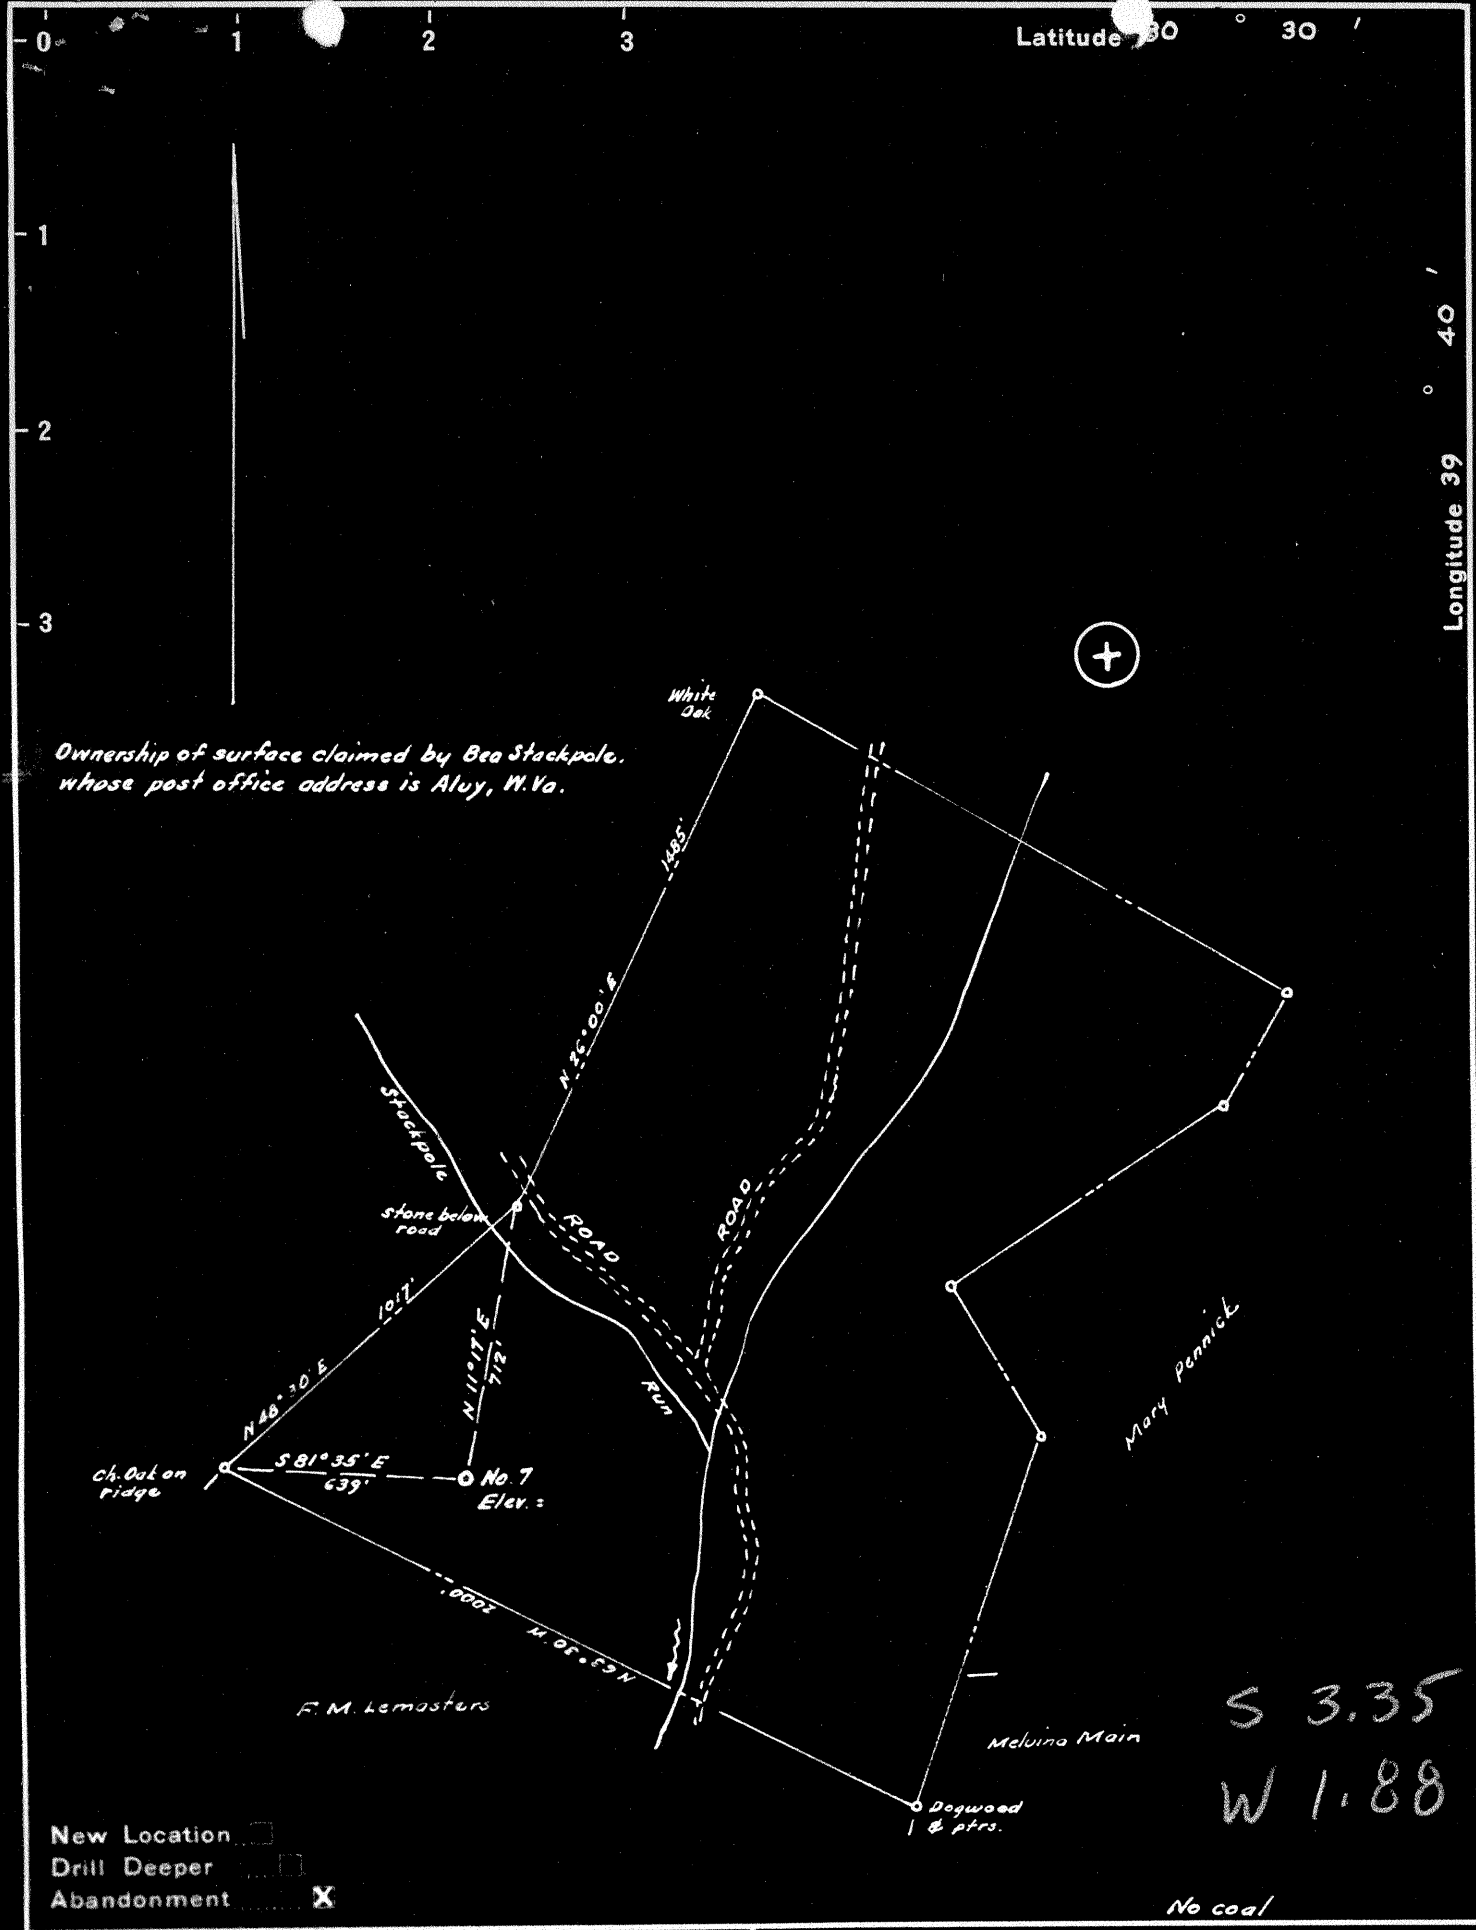 0 1 2 3 Latitude 80 ° 30 '
1
2
3
Longitude 39 ° 40 '
White
Oak
Ownership of surface claimed by Bea Stackpole.
whose post office address is Alvy, W.Va.
1485'
N 26°00' E
Stackpole
Stone below
road
ROAD
ROAD
1017'
N 48°30' E
N 11°17' E
712'
Run
Mary Pennick
Ch. Oak on
ridge
S 81°35' E
639'
No. 7
Elev. =
2000'
N 63°30' W
F. M. Lemasters
S 3.35
Melvina Main
W 1.88
Dogwood
& ptrs.
New Location
Drill Deeper
Abandonment X
No coal